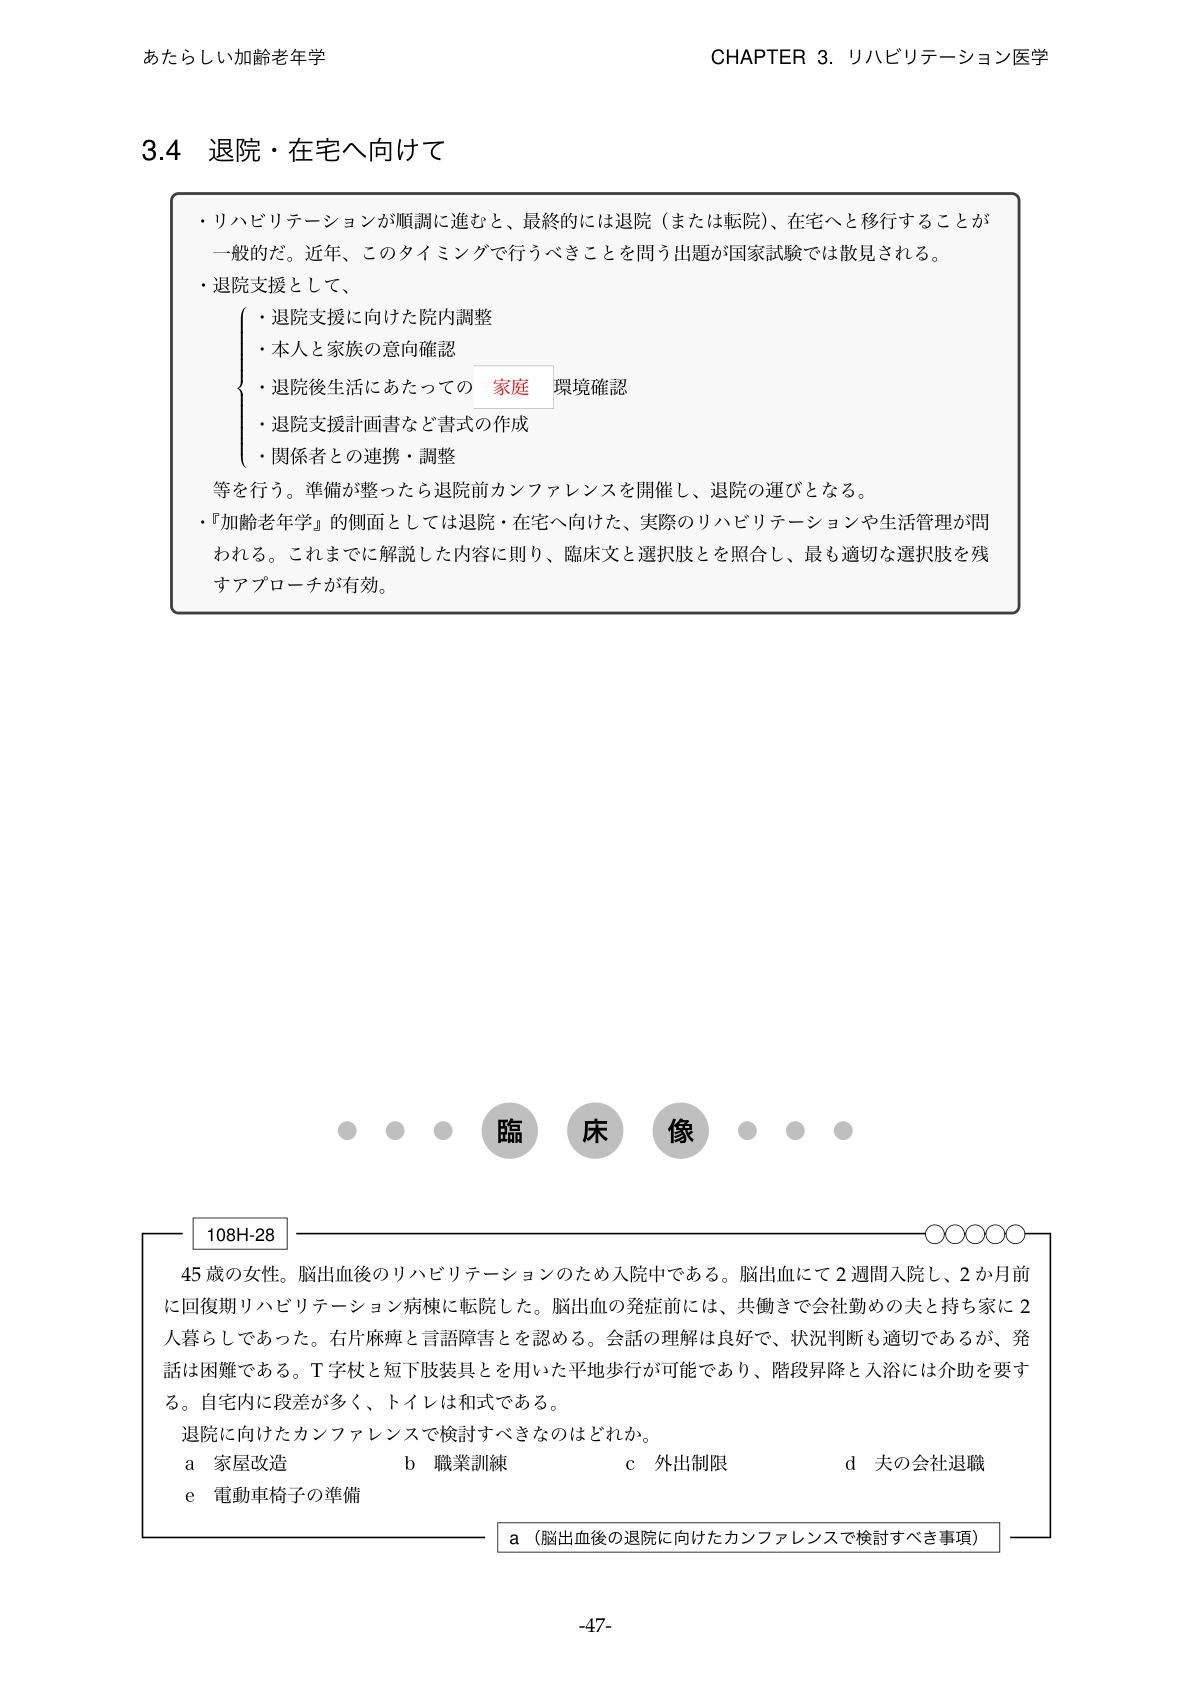 あたらしい加齢老年学
CHAPTER 3. リハビリテーション医学
3.4 退院・在宅へ向けて
・リハビリテーションが順調に進むと、最終的には退院（または転院）、在宅へと移行することが
一般的だ。近年、このタイミングで行うべきことを問う出題が国家試験では散見される。
・退院支援として、
・退院支援に向けた院内調整
・本人と家族の意向確認
・退院後生活にあたっての 家庭 環境確認
・退院支援計画書など書式の作成
・関係者との連携・調整
等を行う。準備が整ったら退院前カンファレンスを開催し、退院の運びとなる。
・『加齢老年学』的側面としては退院・在宅へ向けた、実際のリハビリテーションや生活管理が問
われる。これまでに解説した内容に則り、臨床文と選択肢とを照合し、最も適切な選択肢を残
すアプローチが有効。
臨床像
108H-28
45 歳の女性。脳出血後のリハビリテーションのため入院中である。脳出血にて 2 週間入院し、2 か月前
に回復期リハビリテーション病棟に転院した。脳出血の発症前には、共働きで会社勤めの夫と持ち家に 2
人暮らしであった。右片麻痺と言語障害とを認める。会話の理解は良好で、状況判断も適切であるが、発
話は困難である。T 字杖と短下肢装具とを用いた平地歩行が可能であり、階段昇降と入浴には介助を要す
る。自宅内に段差が多く、トイレは和式である。
退院に向けたカンファレンスで検討すべきなのはどれか。
a 家屋改造 b 職業訓練 c 外出制限 d 夫の会社退職
e 電動車椅子の準備
a （脳出血後の退院に向けたカンファレンスで検討すべき事項）
-47-